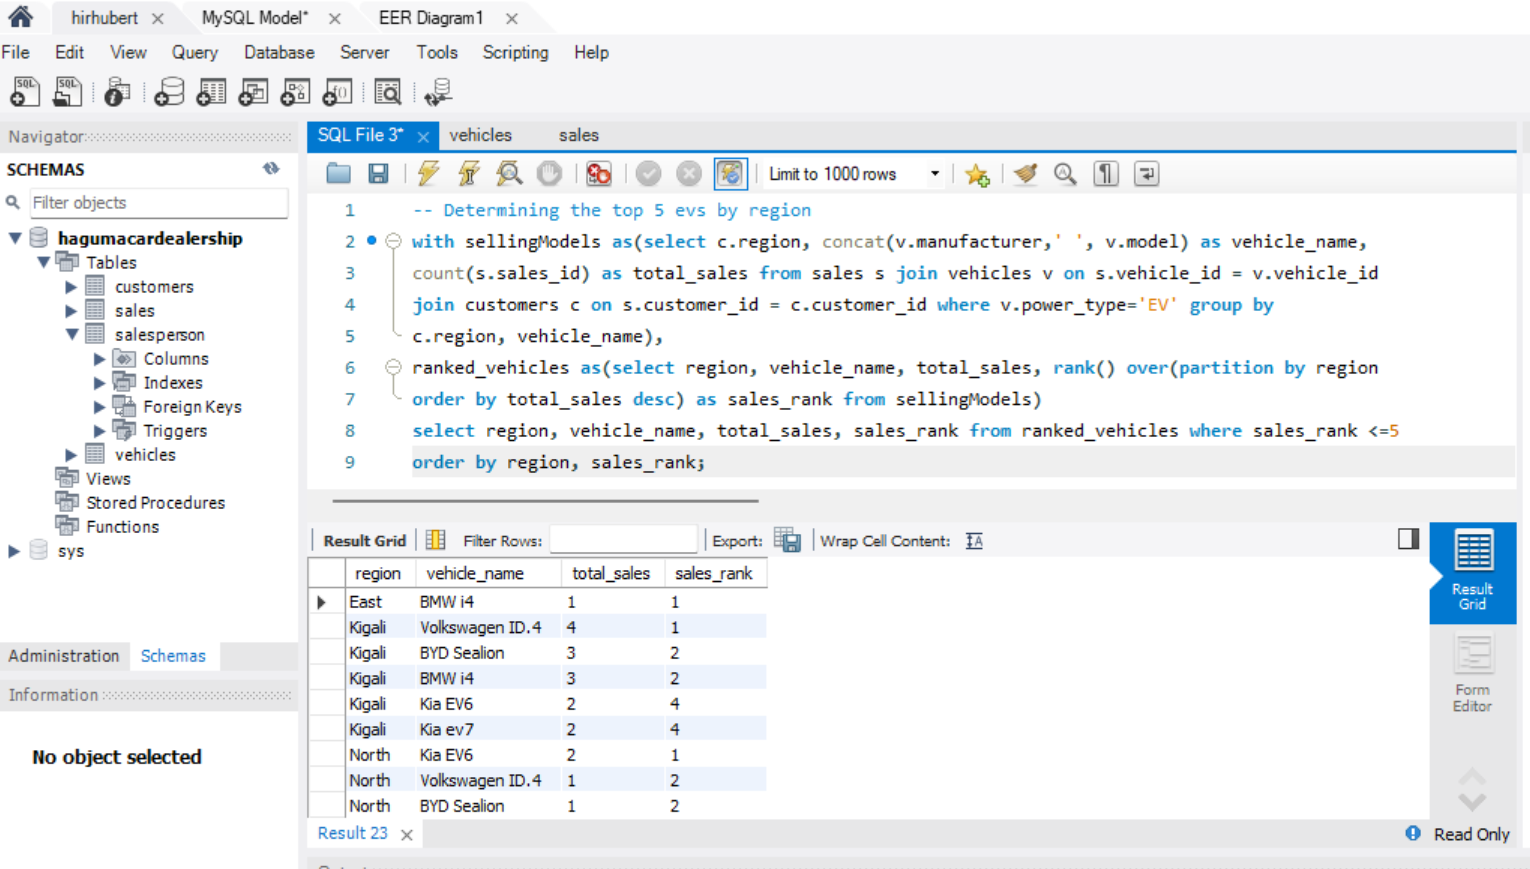 hirhubert
MySQL Model*
EER Diagram1
File Edit View Query Database Server Tools Scripting Help
Navigator
SCHEMAS
Filter objects
hagumacardealership
Tables
customers
sales
salesperson
Columns
Indexes
Foreign Keys
Triggers
vehicles
Views
Stored Procedures
Functions
sys
Administration Schemas
Information
No object selected
SQL File 3* vehicles sales
Limit to 1000 rows
1 -- Determining the top 5 evs by region
2 with sellingModels as(select c.region, concat(v.manufacturer,' ', v.model) as vehicle_name,
3 count(s.sales_id) as total_sales from sales s join vehicles v on s.vehicle_id = v.vehicle_id
4 join customers c on s.customer_id = c.customer_id where v.power_type='EV' group by
5 c.region, vehicle_name),
6 ranked_vehicles as(select region, vehicle_name, total_sales, rank() over(partition by region
7 order by total_sales desc) as sales_rank from sellingModels)
8 select region, vehicle_name, total_sales, sales_rank from ranked_vehicles where sales_rank <=5
9 order by region, sales_rank;
Result Grid Filter Rows: Export: Wrap Cell Content:
region vehicle_name total_sales sales_rank
East BMW i4 1 1
Kigali Volkswagen ID.4 4 1
Kigali BYD Sealion 3 2
Kigali BMW i4 3 2
Kigali Kia EV6 2 4
Kigali Kia ev7 2 4
North Kia EV6 2 1
North Volkswagen ID.4 1 2
North BYD Sealion 1 2
Result
Grid
Form
Editor
Result 23
Read Only